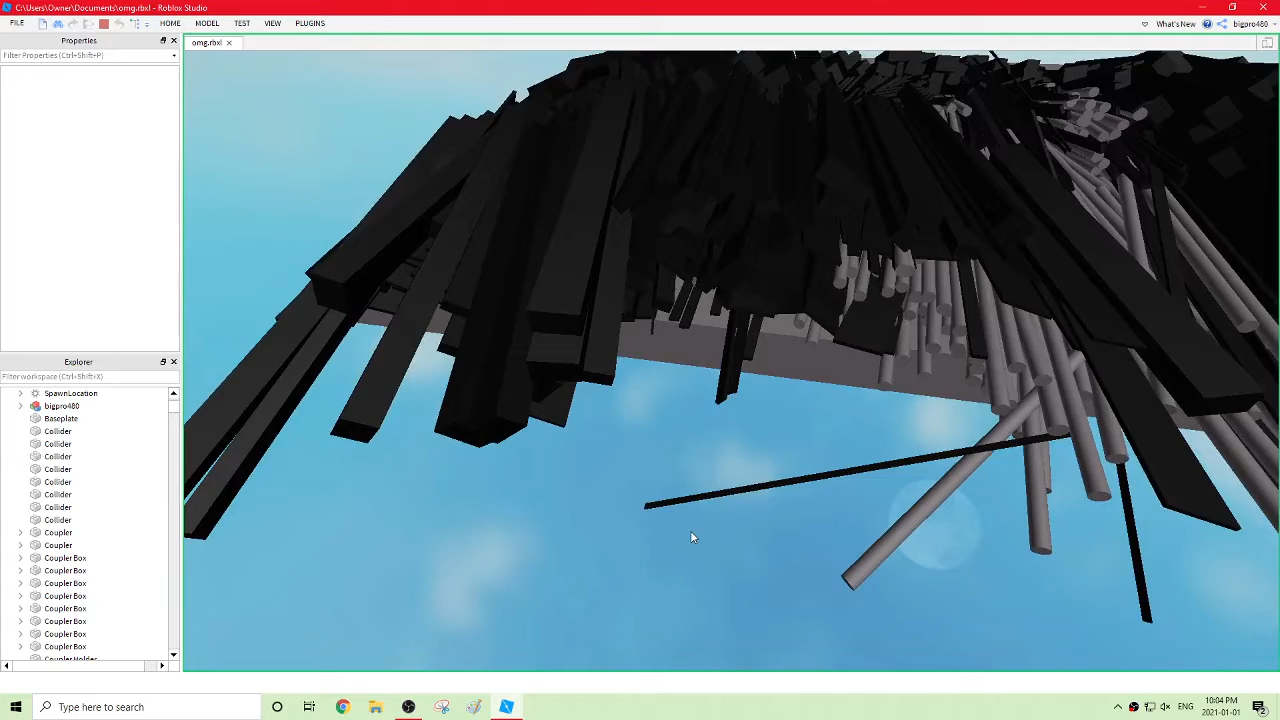 C:\Users\Owner\Documents\omg.rbxl - Roblox Studio
FILE HOME MODEL TEST VIEW PLUGINS What's New bigpro480
Properties
omg.rbxl
Filter Properties (Ctrl+Shift+P)
Explorer
Filter workspace (Ctrl+Shift+X)
SpawnLocation
bigpro480
Baseplate
Collider
Collider
Collider
Collider
Collider
Collider
Collider
Collider
Coupler
Coupler
Coupler Box
Coupler Box
Coupler Box
Coupler Box
Coupler Box
Coupler Box
Coupler Box
Coupler Box
Coupler Holder
Type here to search
ENG
10:04 PM
2021-01-01
2